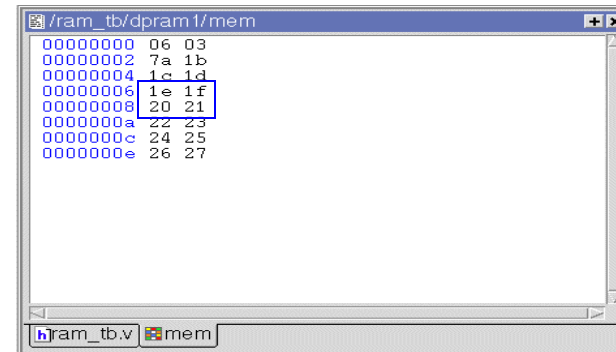 /ram_tb/dpram1/mem
00000000 06 03
00000002 7a 1b
00000004 1c 1d
00000006 1e 1f
00000008 20 21
0000000a 22 23
0000000c 24 25
0000000e 26 27
h ram_tb.v mem